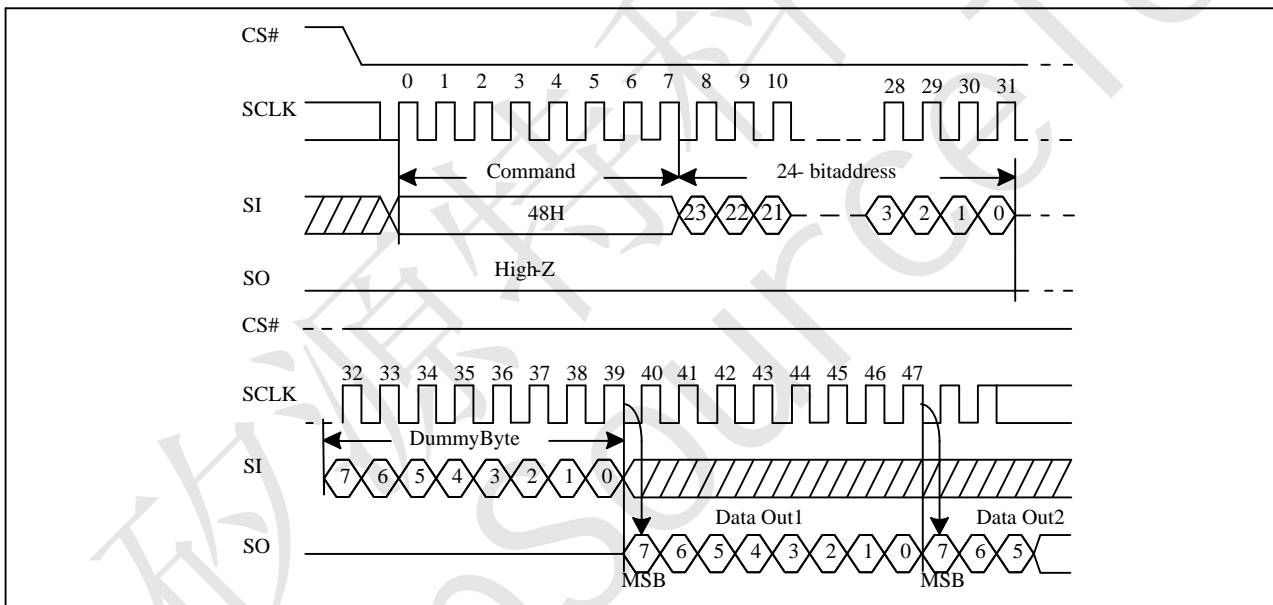 CS#
0 1 2 3 4 5 6 7 8 9 10 28 29 30 31
SCLK
Command 24- bitaddress
SI 48H 23 22 21 3 2 1 0
High-Z
SO
CS#
32 33 34 35 36 37 38 39 40 41 42 43 44 45 46 47
SCLK
DummyByte
SI 7 6 5 4 3 2 1 0
Data Out1 Data Out2
SO 7 6 5 4 3 2 1 0 7 6 5
MSB MSB
矽源特科